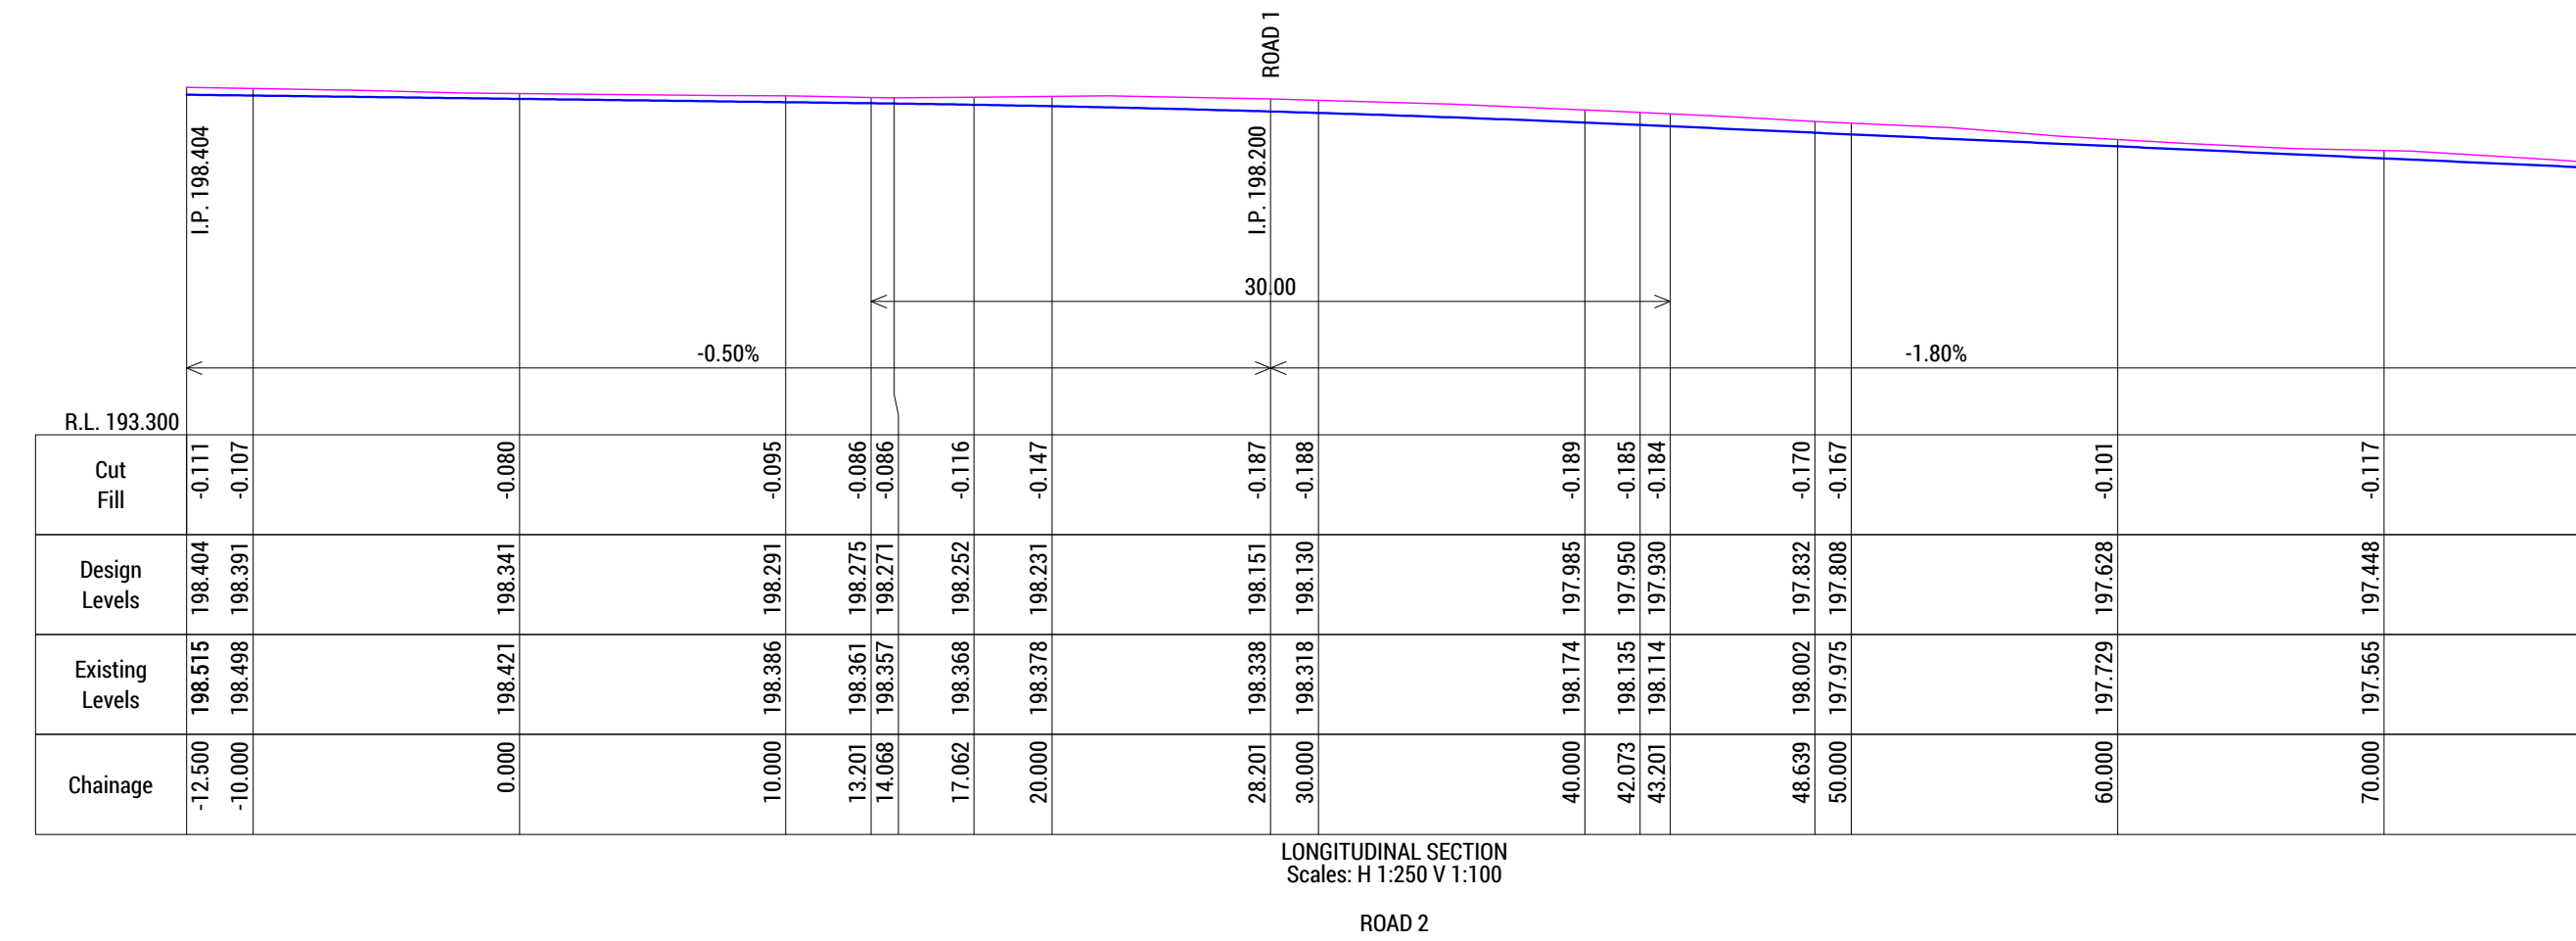 ROAD 1
I.P. 198.404
I.P. 198.200
30.00
-0.50%
-1.80%
R.L. 193.300
Cut
Fill
-0.111 -0.107 -0.080 -0.095 -0.086 -0.086 -0.116 -0.147 -0.187 -0.188 -0.189 -0.185 -0.184 -0.170 -0.167 -0.101 -0.117
Design
Levels
198.404 198.391 198.341 198.291 198.275 198.271 198.252 198.231 198.151 198.130 197.985 197.950 197.930 197.832 197.808 197.628 197.448
Existing
Levels
198.515 198.498 198.421 198.386 198.361 198.357 198.368 198.378 198.338 198.318 198.174 198.135 198.114 198.002 197.975 197.729 197.565
Chainage
-12.500 -10.000 0.000 10.000 13.201 14.068 17.062 20.000 28.201 30.000 40.000 42.073 43.201 48.639 50.000 60.000 70.000
LONGITUDINAL SECTION
Scales: H 1:250 V 1:100
ROAD 2